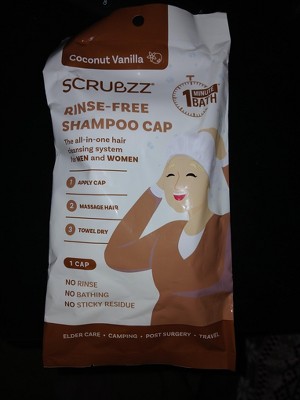 Coconut Vanilla
SCRUBZZ
1 MINUTE
BATH
RINSE-FREE
SHAMPOO CAP
The all-in-one hair
cleansing system
for MEN and WOMEN
1 APPLY CAP
2 MASSAGE HAIR
3 TOWEL DRY
1 CAP
NO RINSE
NO BATHING
NO STICKY RESIDUE
ELDER CARE • CAMPING • POST SURGERY • TRAVEL